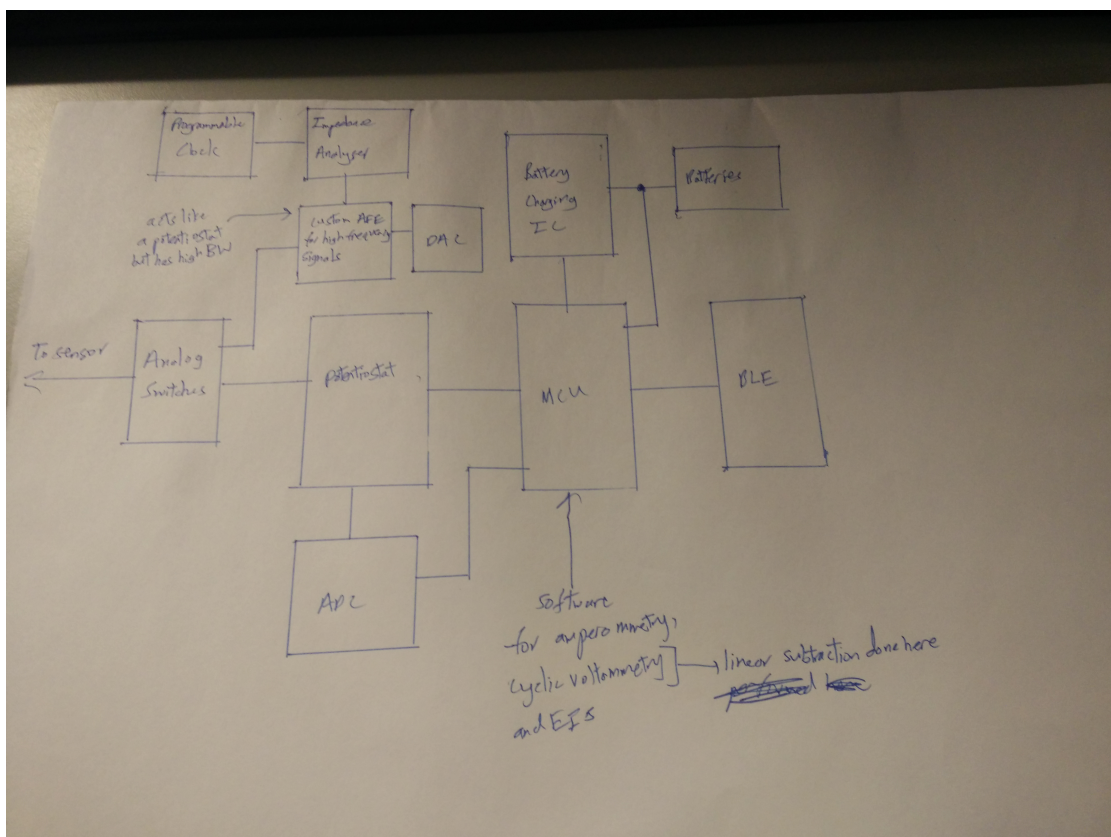 Programmable
Clock
Impedance
Analyser
acts like
a potentiostat
but has high BW
custom AFE
for high-frequency
signals
DAC
Battery
Charging
IC
Batteries
To sensor
Analog
Switches
potentiostat
MCU
BLE
ADC
software
for amperommetry,
cyclic voltammetry
and EIS
linear subtraction done here